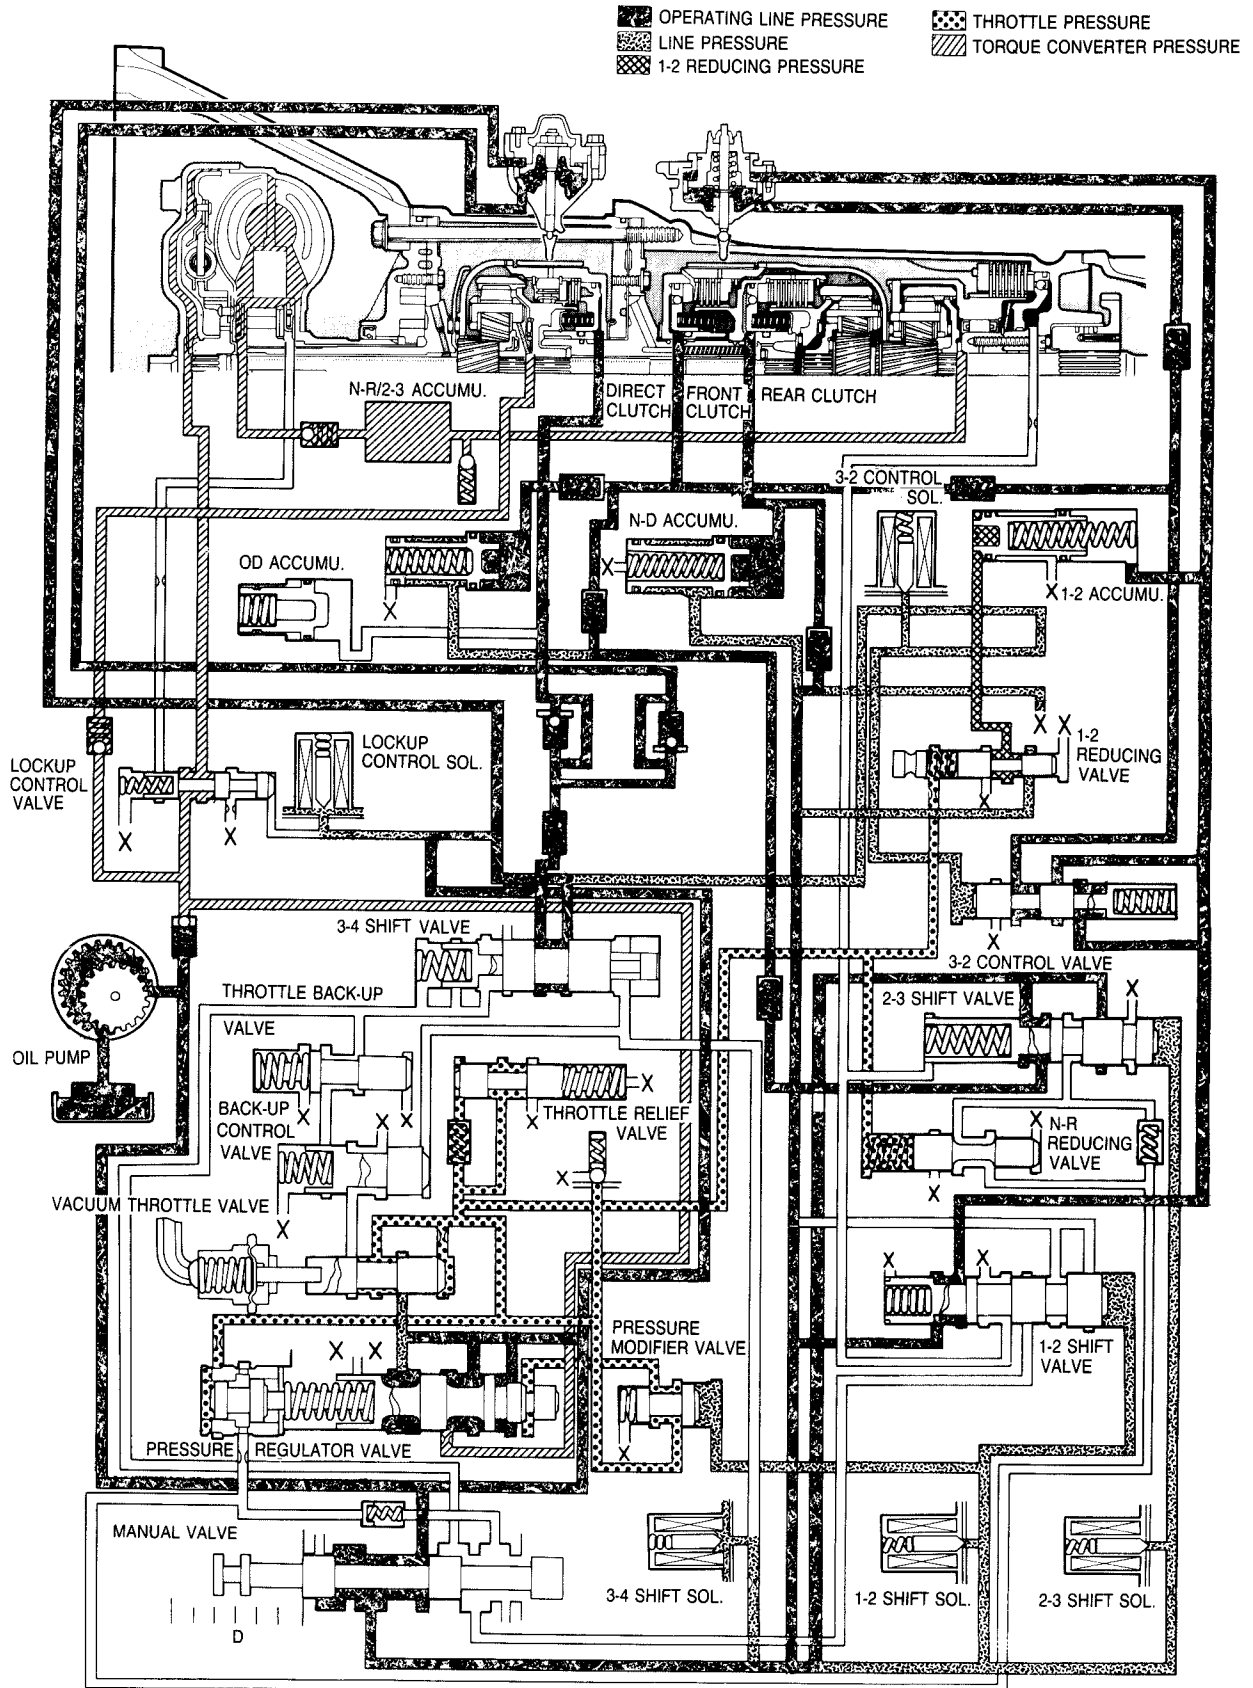 OPERATING LINE PRESSURE
LINE PRESSURE
1-2 REDUCING PRESSURE
THROTTLE PRESSURE
TORQUE CONVERTER PRESSURE
N-R/2-3 ACCUMU.
DIRECT
CLUTCH
FRONT
CLUTCH
REAR CLUTCH
3-2 CONTROL
SOL.
N-D ACCUMU.
OD ACCUMU.
X
X
X
1-2 ACCUMU.
LOCKUP
CONTROL SOL.
LOCKUP
CONTROL
VALVE
X
X
X X
1-2
REDUCING
VALVE
X
3-4 SHIFT VALVE
X
3-2 CONTROL VALVE
THROTTLE BACK-UP
VALVE
2-3 SHIFT VALVE
X
OIL PUMP
X
X
X
X
X
BACK-UP
CONTROL
VALVE
THROTTLE RELIEF
VALVE
X
N-R
REDUCING
VALVE
X
X
X
VACUUM THROTTLE VALVE
X
X
X
1-2 SHIFT
VALVE
PRESSURE
MODIFIER VALVE
X X
X
PRESSURE REGULATOR VALVE
MANUAL VALVE
D
3-4 SHIFT SOL.
1-2 SHIFT SOL.
2-3 SHIFT SOL.